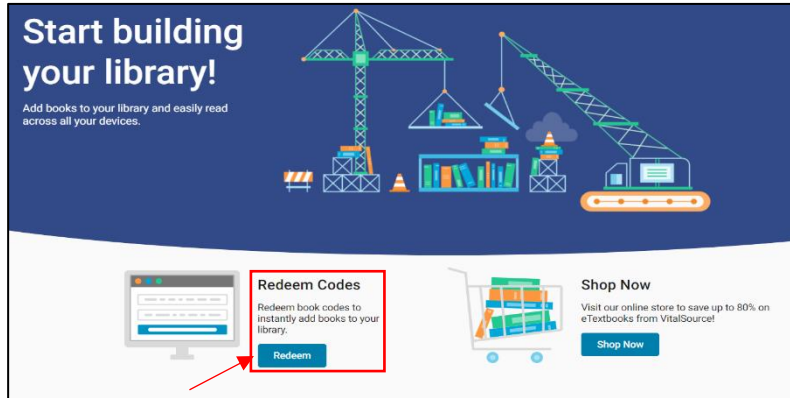 Start building
your library!
Add books to your library and easily read
across all your devices.
Redeem Codes
Redeem book codes to
instantly add books to your
library.
Redeem
Shop Now
Visit our online store to save up to 80% on
eTextbooks from VitalSource!
Shop Now